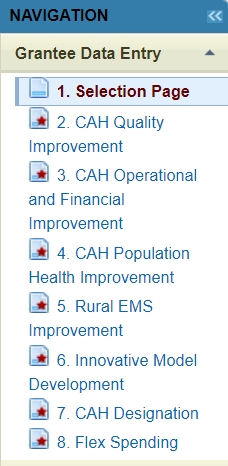 NAVIGATION
Grantee Data Entry
1. Selection Page
2. CAH Quality
Improvement
3. CAH Operational
and Financial
Improvement
4. CAH Population
Health Improvement
5. Rural EMS
Improvement
6. Innovative Model
Development
7. CAH Designation
8. Flex Spending